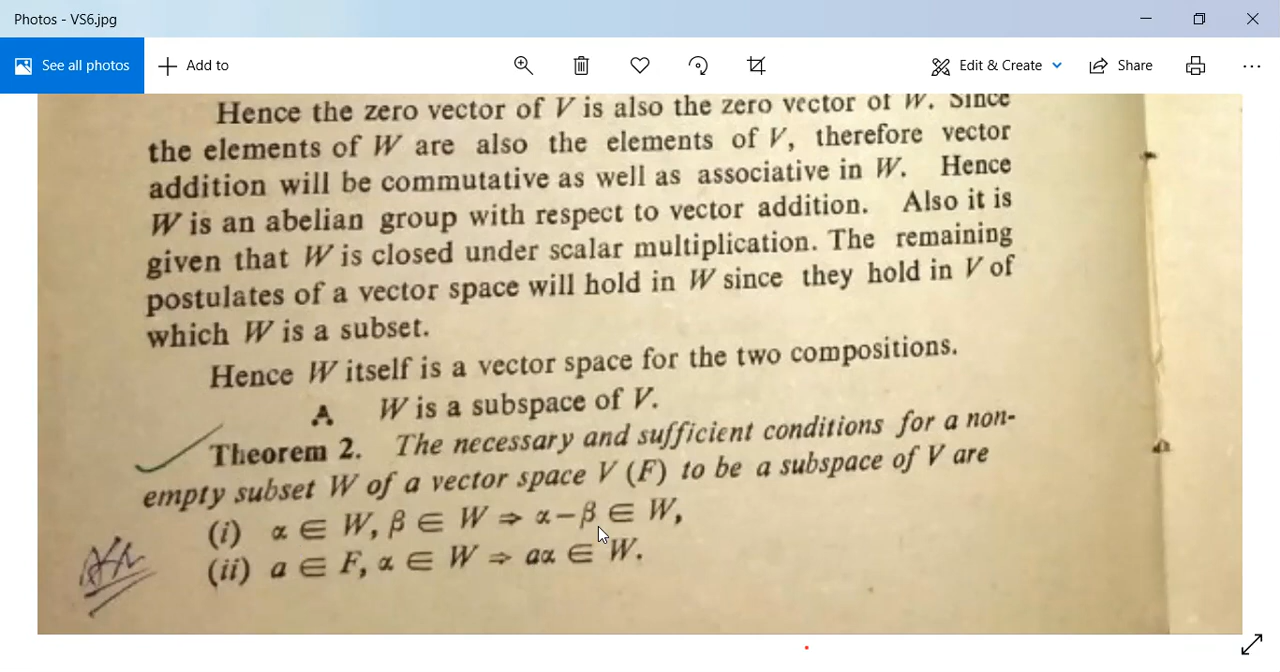 Photos - VS6.jpg
See all photos
Add to
Edit & Create
Share
Hence the zero vector of V is also the zero vector of W. Since
the elements of W are also the elements of V, therefore vector
addition will be commutative as well as associative in W. Hence
W is an abelian group with respect to vector addition. Also it is
given that W is closed under scalar multiplication. The remaining
postulates of a vector space will hold in W since they hold in V of
which W is a subset.
Hence W itself is a vector space for the two compositions.
A W is a subspace of V.
Theorem 2. The necessary and sufficient conditions for a non-
empty subset W of a vector space V (F) to be a subspace of V are
(i) α ∈ W, β ∈ W ⇒ α−β ∈ W,
(ii) a ∈ F, α ∈ W ⇒ aα ∈ W.